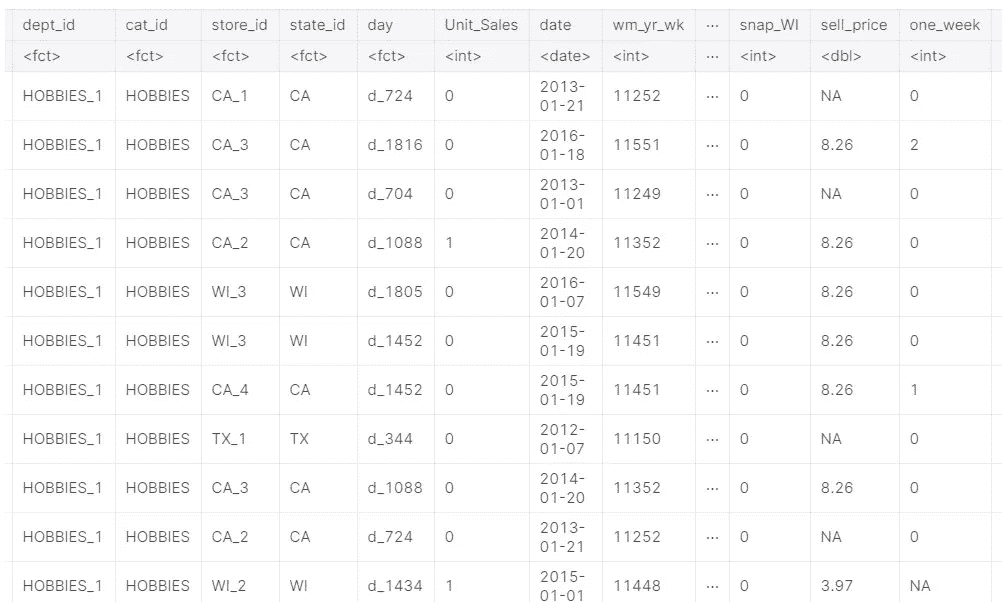 dept_id cat_id store_id state_id day Unit_Sales date wm_yr_wk ... snap_WI sell_price one_week
<fct> <fct> <fct> <fct> <fct> <int> <date> <int> ... <int> <dbl> <int>
HOBBIES_1 HOBBIES CA_1 CA d_724 0 2013-01-21 11252 ... 0 NA 0
HOBBIES_1 HOBBIES CA_3 CA d_1816 0 2016-01-18 11551 ... 0 8.26 2
HOBBIES_1 HOBBIES CA_3 CA d_704 0 2013-01-01 11249 ... 0 NA 0
HOBBIES_1 HOBBIES CA_2 CA d_1088 1 2014-01-20 11352 ... 0 8.26 0
HOBBIES_1 HOBBIES WI_3 WI d_1805 0 2016-01-07 11549 ... 0 8.26 0
HOBBIES_1 HOBBIES WI_3 WI d_1452 0 2015-01-19 11451 ... 0 8.26 0
HOBBIES_1 HOBBIES CA_4 CA d_1452 0 2015-01-19 11451 ... 0 8.26 1
HOBBIES_1 HOBBIES TX_1 TX d_344 0 2012-01-07 11150 ... 0 NA 0
HOBBIES_1 HOBBIES CA_3 CA d_1088 0 2014-01-20 11352 ... 0 8.26 0
HOBBIES_1 HOBBIES CA_2 CA d_724 0 2013-01-21 11252 ... 0 NA 0
HOBBIES_1 HOBBIES WI_2 WI d_1434 1 2015-01-01 11448 ... 0 3.97 NA